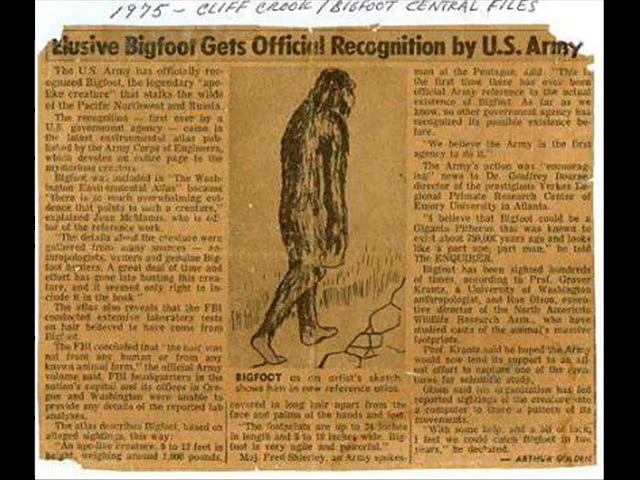 1975 - CLIFF CROOK / BIGFOOT CENTRAL FILES
Elusive Bigfoot Gets Official Recognition by U.S. Army
The U.S. Army has officially rec-
ognized Bigfoot, the legendary "ape-
like creature" that stalks the wilds
of the Pacific Northwest and Russia.
The recognition — first ever by a
U.S. government agency — came in
the latest environmental atlas pub-
lished by the Army Corps of Engineers,
which devotes an entire page to the
mysterious creature.
Bigfoot was included in "The Wash-
ington Environmental Atlas" because
"there is so much overwhelming evi-
dence that points to such a creature,"
explained Jean McManus, who is ed-
itor of the reference work.
"The details about the creature were
gathered from many sources — an-
thropologists, writers and genuine Big-
foot hunters. A great deal of time and
effort has gone into hunting this crea-
ture, and it seemed only right to in-
clude it in the book."
The atlas also reveals that the FBI
conducted extensive laboratory tests
on hair believed to have come from
Bigfoot.
The FBI concluded that "the hair was
not from any human or from any
known animal form," the official Army
volume said. FBI headquarters in the
nation's capital and its offices in Ore-
gon and Washington were unable to
provide any details of the reported lab
analyses.
The atlas describes Bigfoot, based on
alleged sightings, this way:
"An ape-like creature, 8 to 12 feet in
height, weighing around 1,000 pounds,
BIGFOOT as an artist's sketch
shows him in new reference atlas.
covered in long hair apart from the
face and palms of the hands and feet.
"The footprints are up to 24 inches
in length and 5 to 10 inches wide. Big-
foot is very agile and powerful."
Maj. Fred Shierley, an Army spokes-
man at the Pentagon, said: "This is
the first time there has ever been
official Army reference to the actual
existence of Bigfoot. As far as we
know, no other government agency has
recognized its possible existence be-
fore.
"We believe the Army is the first
agency to do it."
The Army's action was "encourag-
ing" news to Dr. Geoffrey Bourne,
director of the prestigious Yerkes Re-
gional Primate Research Center of
Emory University in Atlanta.
"I believe that Bigfoot could be a
Giganto Pithecus that was known to
exist about 750,000 years ago and looks
like a part ape, part man," he told
The ENQUIRER.
Bigfoot has been sighted hundreds
of times, according to Prof. Grover
Krantz, a University of Washington
anthropologist, and Ron Olson, execu-
tive director of the North American
Wildlife Research Assn., who have
studied casts of the animal's massive
footprints.
Prof. Krantz said he hoped the Army
would now lend its support to an all-
out effort to capture one of the crea-
tures for scientific study.
Olson said his organization has fed
reported sightings of the creature into
a computer to trace a pattern of its
movements.
"With some help, and a bit of luck,
I feel we could catch Bigfoot in two
years," he declared.
— ARTHUR GOLDEN